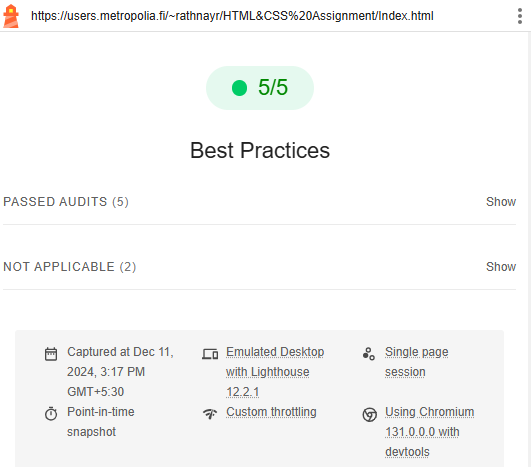 https://users.metropolia.fi/~rathnayr/HTML&CSS%20Assignment/Index.html
5/5
Best Practices
PASSED AUDITS (5)
Show
NOT APPLICABLE (2)
Show
Captured at Dec 11,
2024, 3:17 PM
GMT+5:30
Emulated Desktop
with Lighthouse
12.2.1
Single page
session
Point-in-time
snapshot
Custom throttling
Using Chromium
131.0.0.0 with
devtools